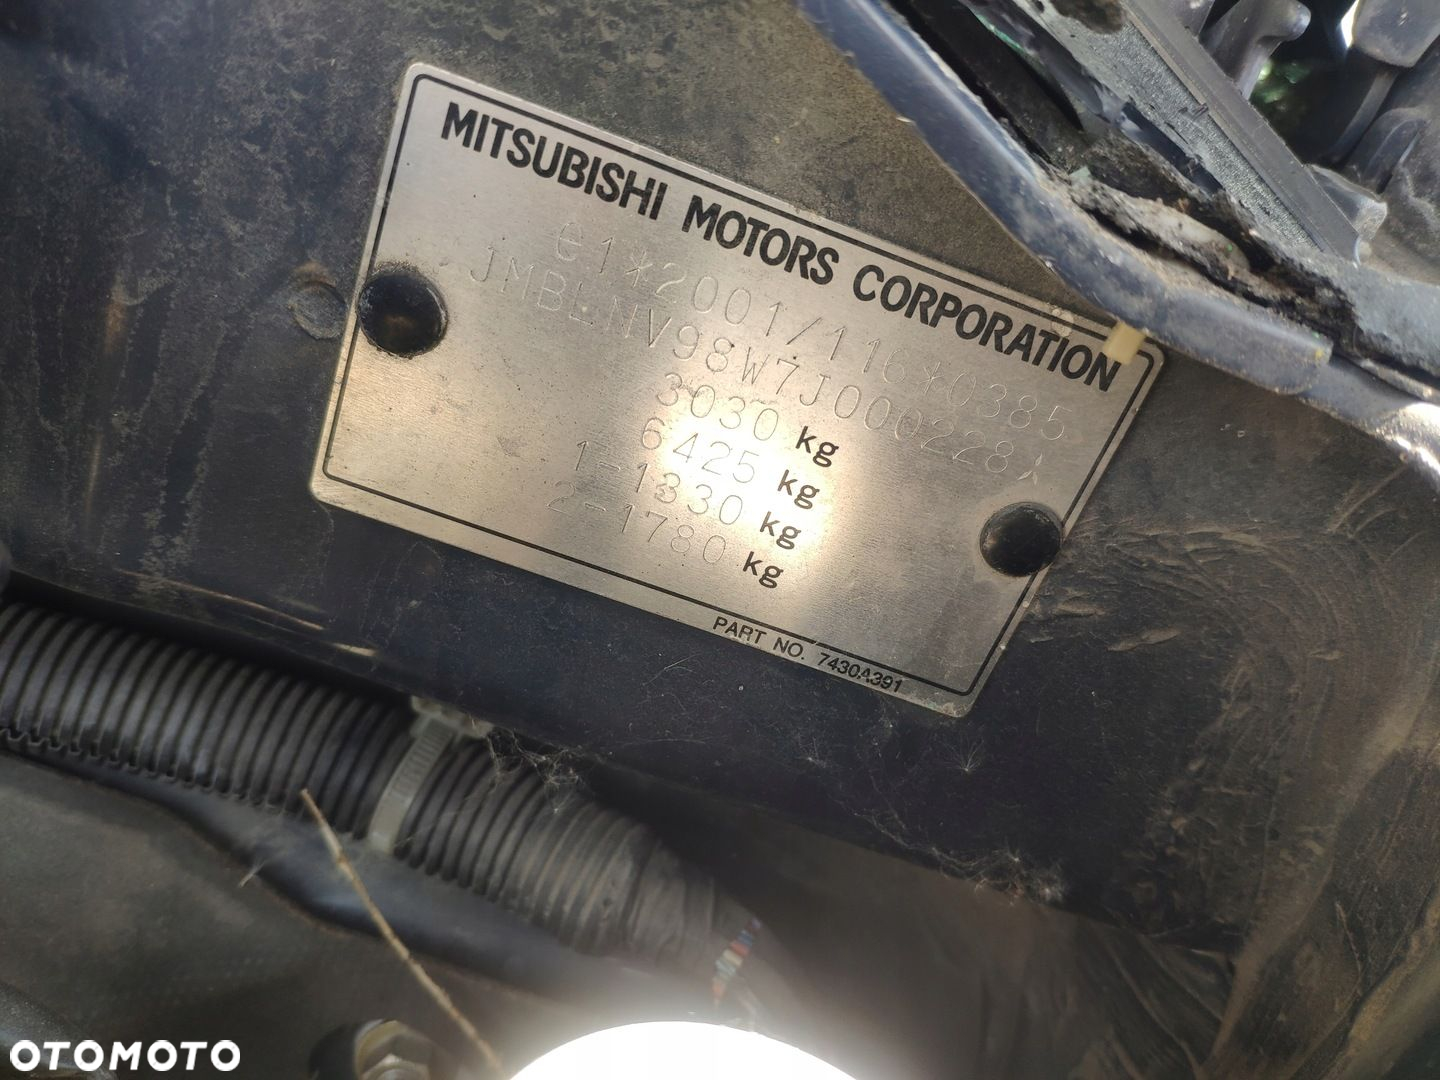 MITSUBISHI MOTORS CORPORATION
e1*2001/116*0385
JMBLNV98W7J000228
3030 kg
6425 kg
1-1330 kg
2-1780 kg
PART NO. 7430A391
OTOMOTO